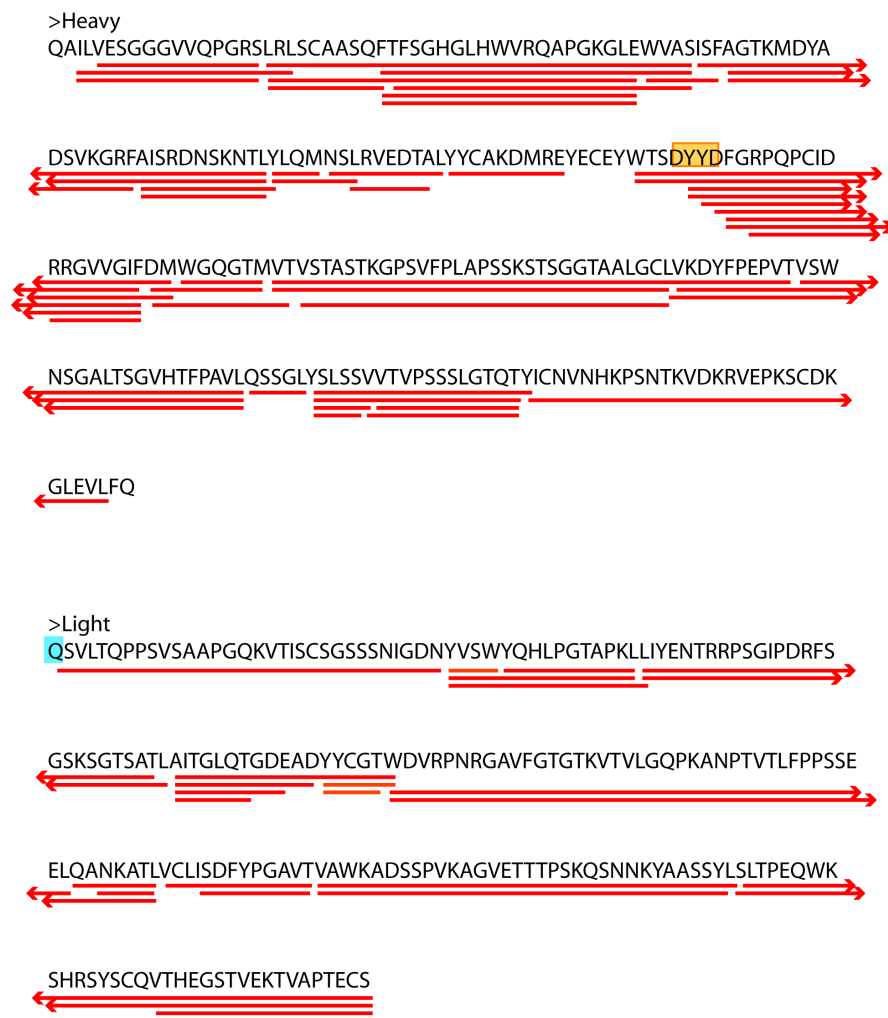 >Heavy
QAILVESGGGVVQPGRSLRLSCAASQFTFSGHGLHWVRQAPGKGLEWVASISFAGTKMDYA
DSVKGRFAISRDNSKNTLYLQMNSLRVEDTALYYCAKDMREYECEYWTSDYYDFGRPQPCID
RRGVVGIFDMWGQGTMVTVSTASTKGPSVFPLAPSSKSTSGGTAALGCLVKDYFPEPVTVSW
NSGALTSGVHTFPAVLQSSGLYSLSSVVTVPSSSLGTQTYICNVNHKPSNTKVDKRVEPKSCDK
GLEVLFQ
>Light
QSVLTQPPSVSAAPGQKVTISCSGSSSNIGDNYVSWYQHLPGTAPKLLIYENTRRPSGIPDRFS
GSKSGTSATLAITGLQTGDEADYYCGTWDVRPNRGAVFGTGTKVTVLGQPKANPTVTLFPPSSE
ELQANKATLVCLISDFYPGAVTVAWKADSSPVKAGVETTTPSKQSNNKYAASSYLSLTPEQWK
SHRSYSCQVTHEGSTVEKTVAPTECS